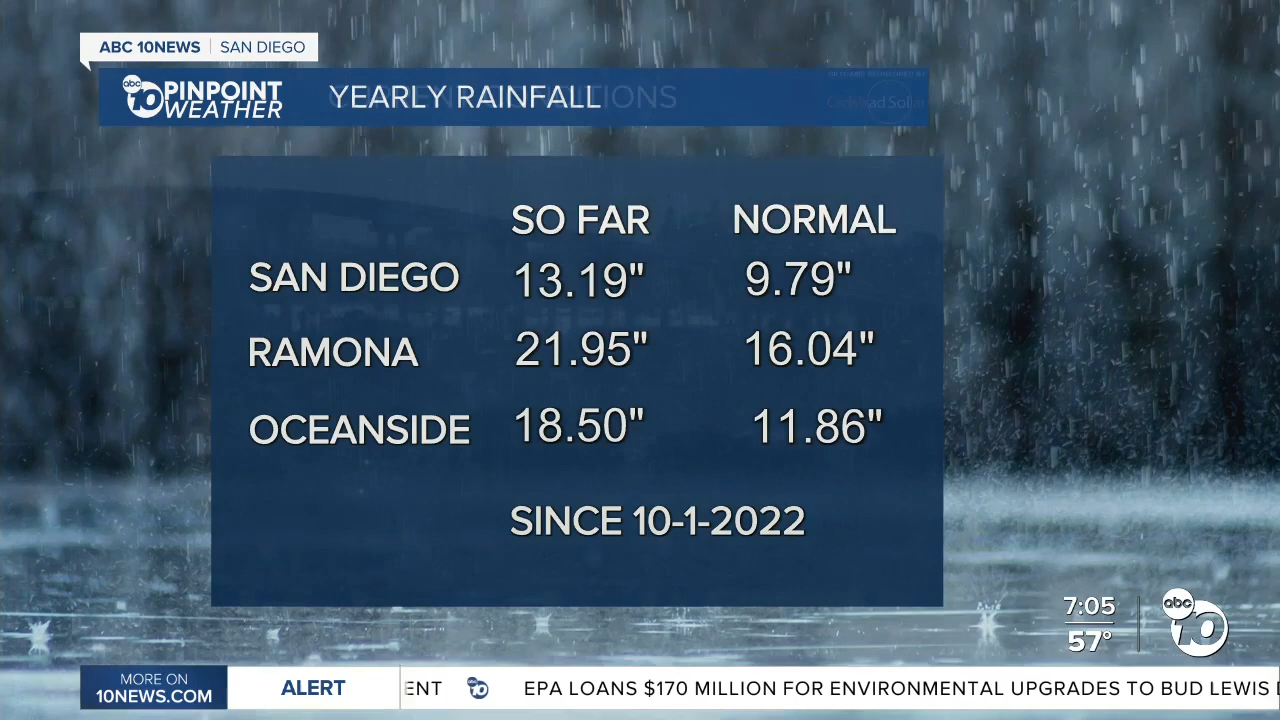 ABC 10NEWS | SAN DIEGO
abc 10 PINPOINT WEATHER
YEARLY RAINFALL
SO FAR NORMAL
SAN DIEGO 13.19" 9.79"
RAMONA 21.95" 16.04"
OCEANSIDE 18.50" 11.86"
SINCE 10-1-2022
7:05
57°
abc 10
MORE ON
10NEWS.COM
ALERT
ENT abc 10 EPA LOANS $170 MILLION FOR ENVIRONMENTAL UPGRADES TO BUD LEWIS